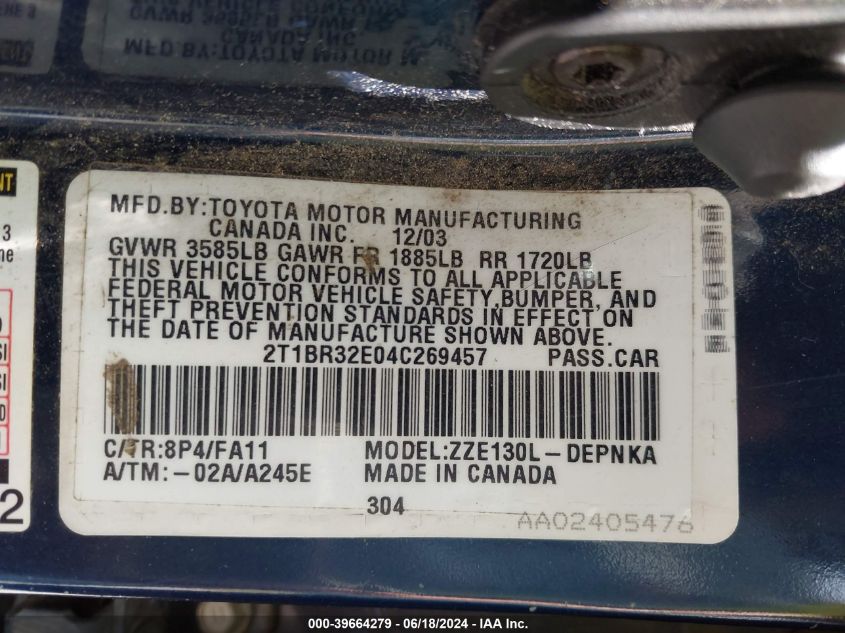 MFD.BY:TOYOTA MOTOR MANUFACTURING
CANADA INC. 12/03
GVWR 3585LB GAWR FR 1885LB RR 1720LB
THIS VEHICLE CONFORMS TO ALL APPLICABLE
FEDERAL MOTOR VEHICLE SAFETY,BUMPER, AND
THEFT PREVENTION STANDARDS IN EFFECT ON
THE DATE OF MANUFACTURE SHOWN ABOVE.
2T1BR32E04C269457 PASS.CAR
C/TR:8P4/FA11 MODEL:ZZE130L-DEPNKA
A/TM:-02A/A245E MADE IN CANADA
304
AA02405476
000-39664279 - 06/18/2024 - IAA Inc.